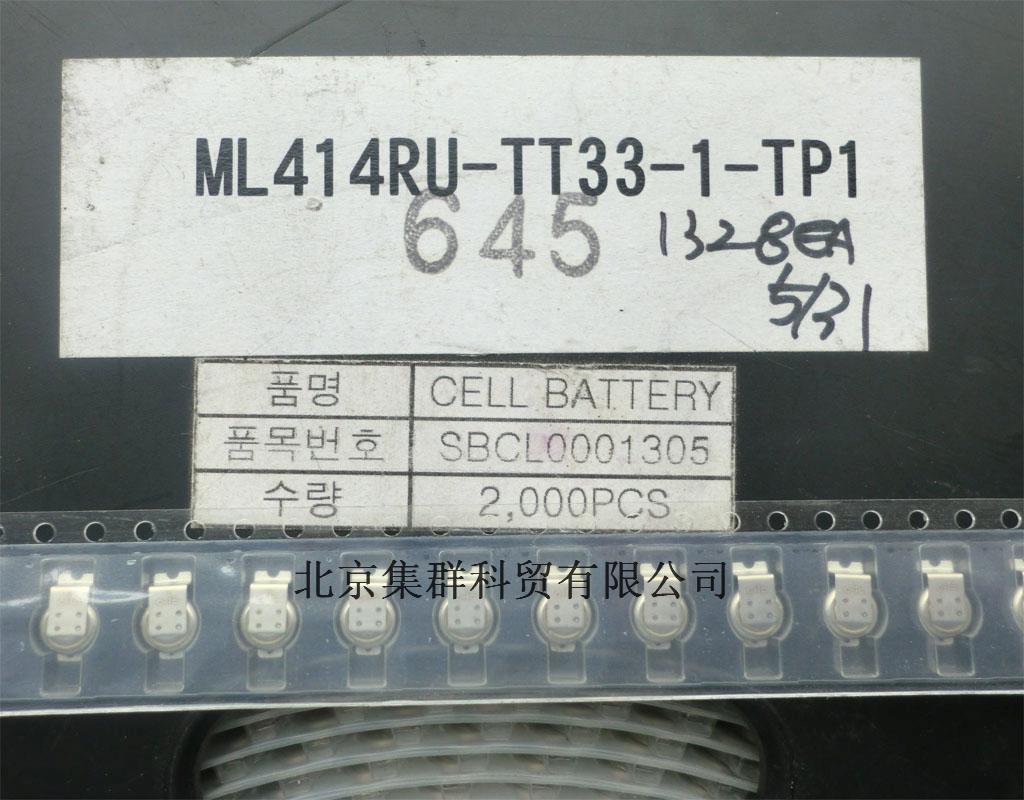 ML414RU-TT33-1-TP1
645
1328EA
5/31
품명 CELL BATTERY
품목번호 SBCL0001305
수량 2,000PCS
北京集群科贸有限公司